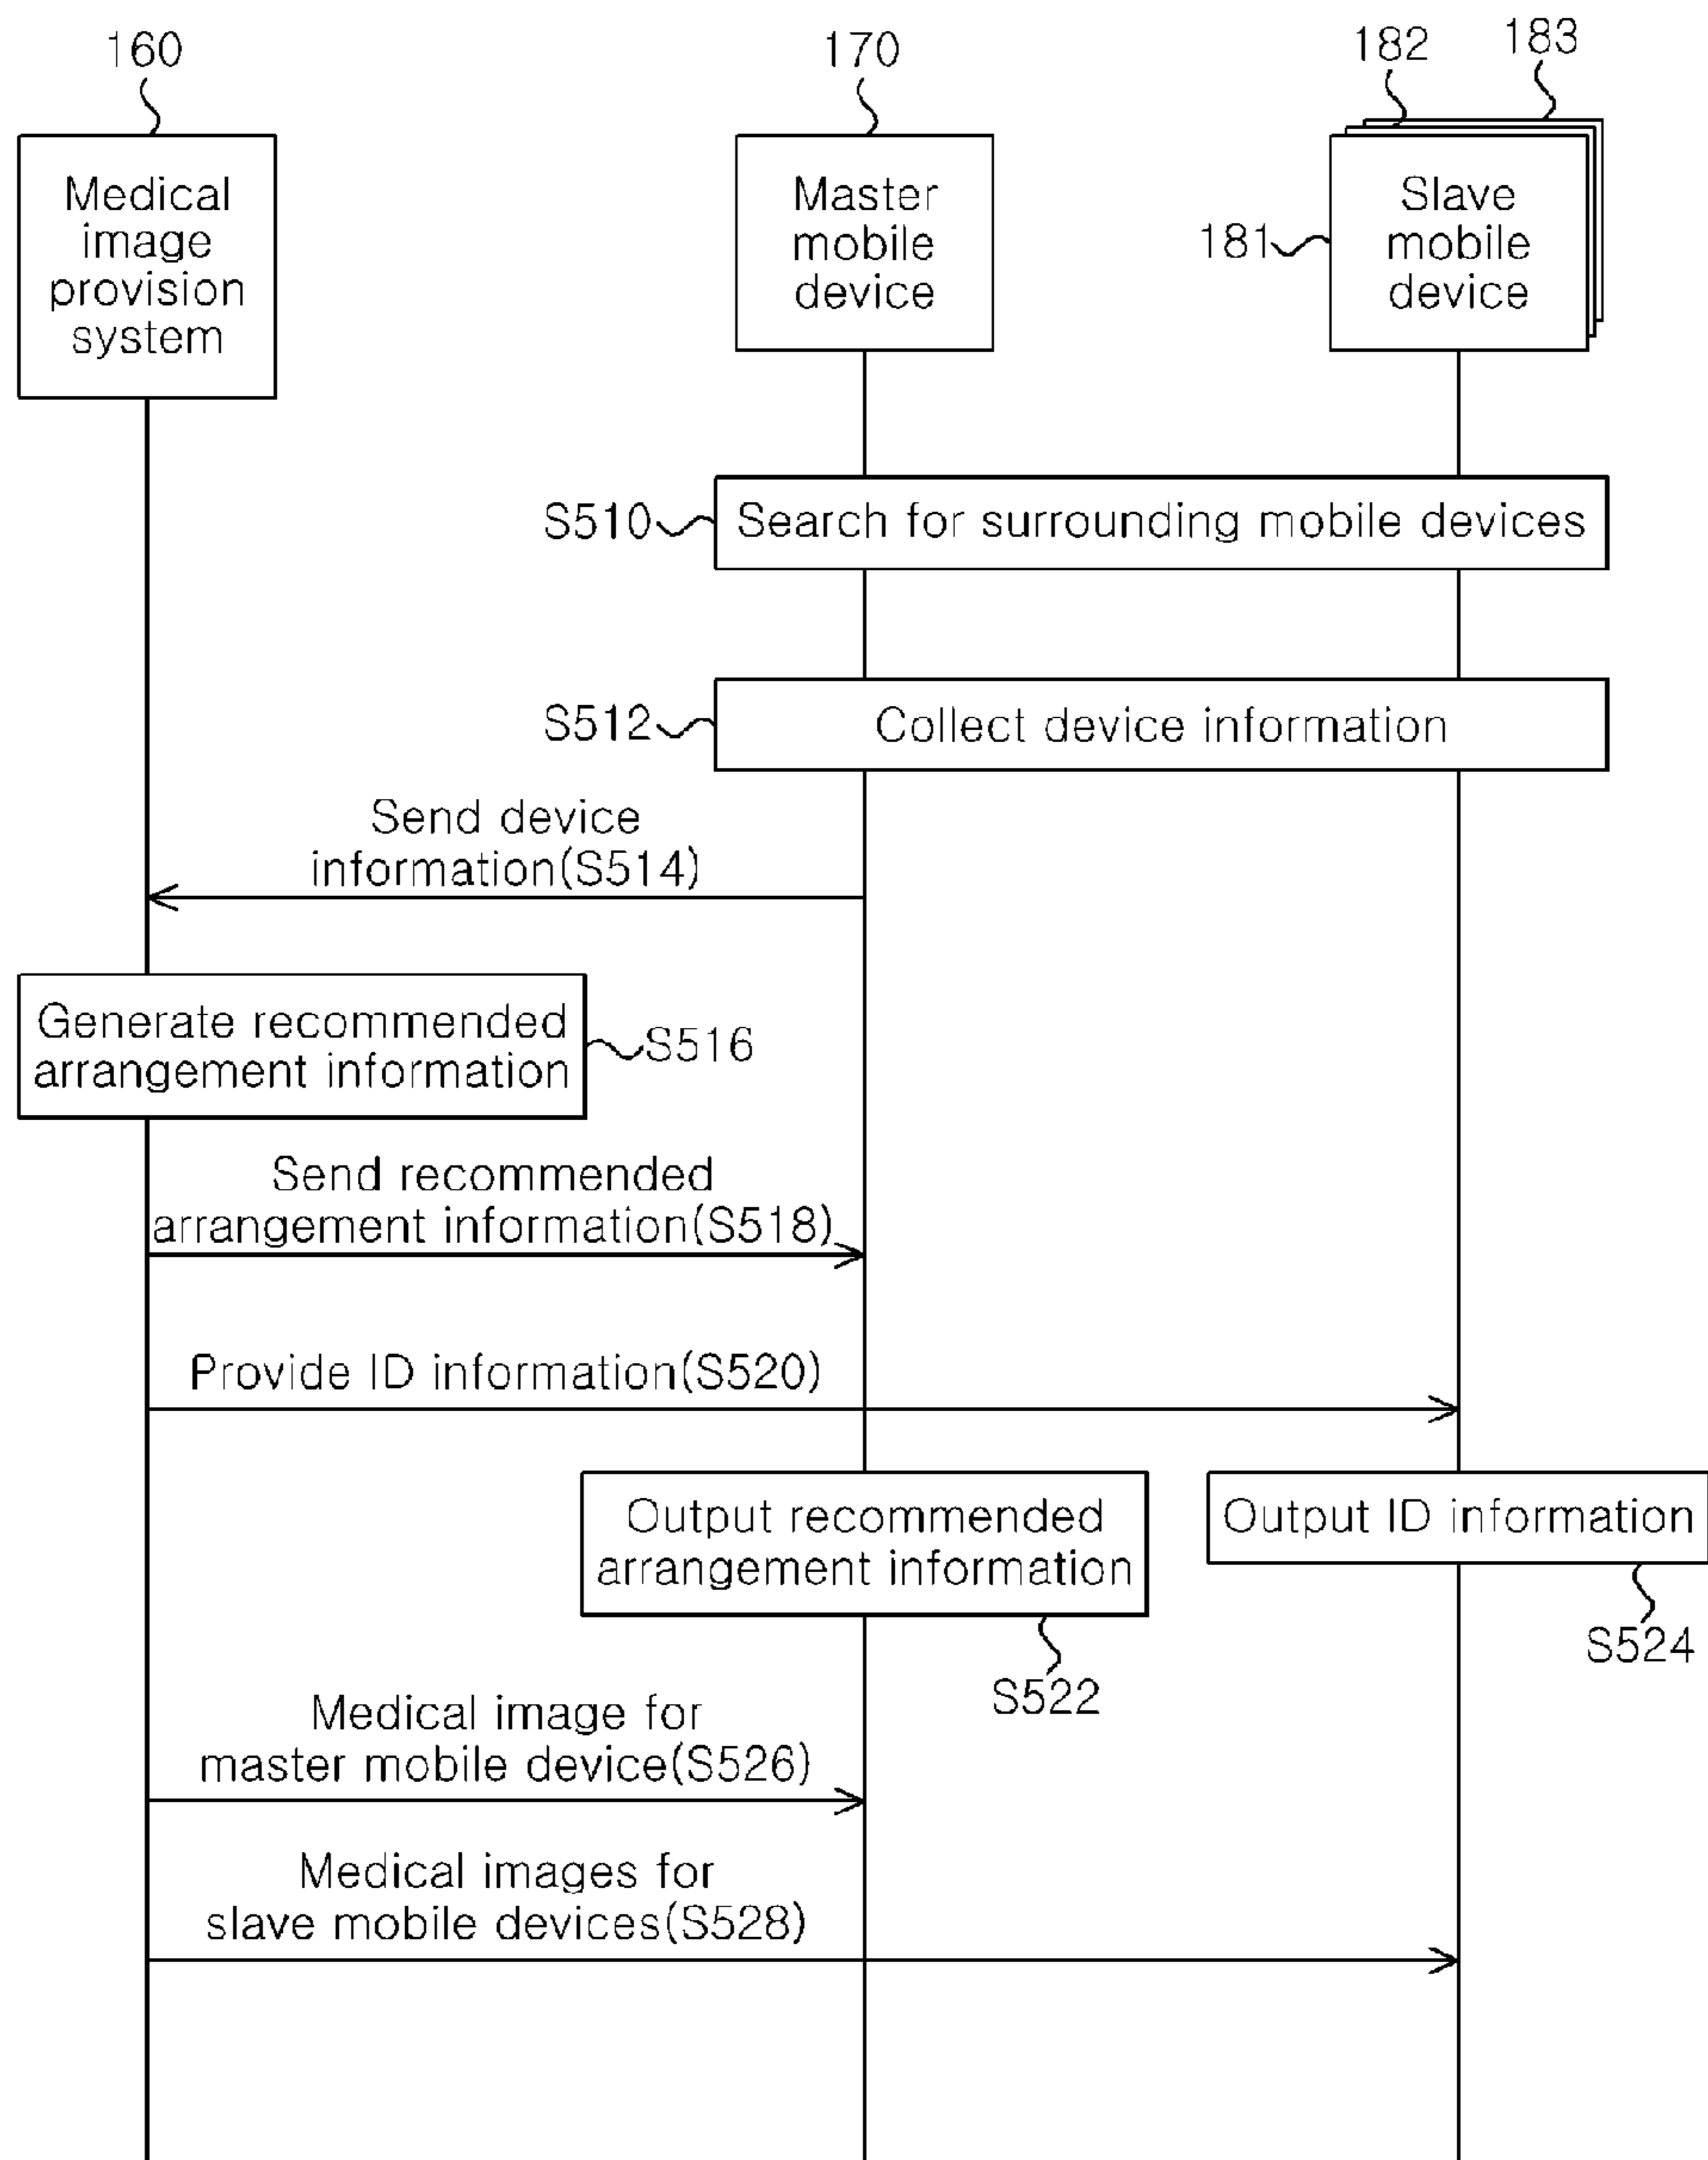 160
170
182
183
Medical
image
provision
system
Master
mobile
device
181
Slave
mobile
device
S510
Search for surrounding mobile devices
S512
Collect device information
Send device
information(S514)
Generate recommended
arrangement information
S516
Send recommended
arrangement information(S518)
Provide ID information(S520)
Output recommended
arrangement information
Output ID information
S522
S524
Medical image for
master mobile device(S526)
Medical images for
slave mobile devices(S528)